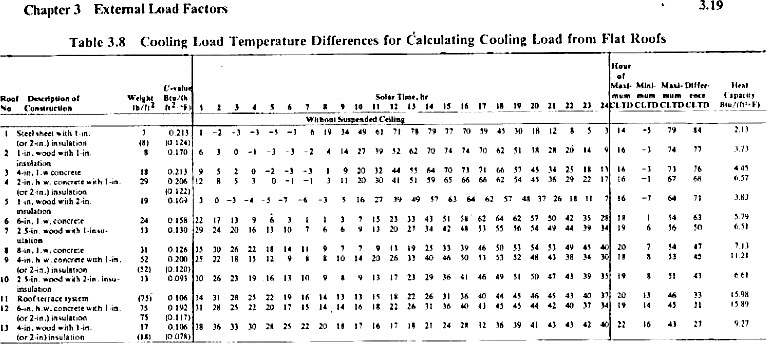 Chapter 3 External Load Factors 3.19
Table 3.8 Cooling Load Temperature Differences for Calculating Cooling Load from Flat Roofs
Hour
of
U-value Maxi- Mini- Maxi- Differ- Heat
Roof Description of Weight Btu/(h Solar Time, hr mum mum mum ence Capacity
No Construction lb/ft² ft²·°F) 1 2 3 4 5 6 7 8 9 10 11 12 13 14 15 16 17 18 19 20 21 22 23 24 CLTD CLTD CLTD CLTD Btu/(ft²·F)
Without Suspended Ceiling
1 Steel sheet with 1-in. 7 0.213 1 -2 -3 -3 -5 -3 6 19 34 49 61 71 78 79 77 70 59 45 30 18 12 8 5 3 14 -5 79 84 2.13
(or 2-in.) insulation (8) (0.124)
2 1-in. wood with 1-in. 8 0.170 6 3 0 -1 -3 -3 -2 4 14 27 39 52 62 70 74 74 70 62 51 38 28 20 14 9 16 -3 74 77 3.73
insulation
3 4-in. l.w concrete 18 0.213 9 5 2 0 -2 -3 -3 1 9 20 32 44 55 64 70 73 71 66 57 45 34 25 18 13 16 -3 73 76 4.45
4 2-in. h.w. concrete with 1-in. 29 0.206 12 8 5 3 0 -1 -1 3 11 20 30 41 51 59 65 66 66 62 54 45 36 29 22 17 16 -1 67 68 6.57
(or 2-in.) insulation (0.122)
5 1-in. wood with 2-in. 19 0.109 3 0 -3 -4 -5 -7 -6 -3 5 16 27 39 49 57 63 64 62 57 48 37 26 18 11 7 16 -7 64 71 3.83
insulation
6 6-in. l.w. concrete 24 0.158 22 17 13 9 6 3 1 1 3 7 15 23 33 43 51 58 62 64 62 57 50 42 35 28 18 1 54 63 5.79
7 2.5-in. wood with 1-insu- 13 0.130 29 24 20 16 13 10 7 6 6 9 13 20 27 34 42 48 53 55 56 54 49 44 39 34 19 6 56 50 6.51
ulation
8 8-in. l.w. concrete 31 0.126 35 30 26 22 18 14 11 9 7 7 9 13 19 25 33 39 46 50 53 54 53 49 45 40 20 7 54 47 7.13
9 4-in. h.w. concrete with 1-in. 52 0.200 25 22 18 15 12 9 8 8 10 14 20 26 33 40 46 50 53 53 52 48 43 38 34 30 18 8 53 45 11.21
(or 2-in.) insulation (52) (0.120)
10 2.5-in. wood with 2-in. insu- 13 0.093 30 26 23 19 16 13 10 9 8 9 13 17 23 29 36 41 46 49 51 50 47 43 39 35 19 8 51 43 6.61
insulation
11 Roof terrace system (75) 0.106 34 31 28 25 22 19 16 14 13 13 15 18 22 26 31 36 40 44 45 46 45 43 40 37 20 13 46 33 15.98
12 6-in. h.w. concrete with 1-in. 75 0.192 31 28 25 22 20 17 15 14 14 16 18 22 26 31 36 40 43 45 45 44 42 40 37 34 19 14 45 31 15.89
(or 2-in.) insulation 75 (0.117)
13 4-in. wood with 1-in. 17 0.106 38 36 33 30 28 25 22 20 18 17 16 17 18 21 24 28 32 36 39 41 43 43 42 40 22 16 43 27 9.27
(or 2-in) insulation (18) (0.078)